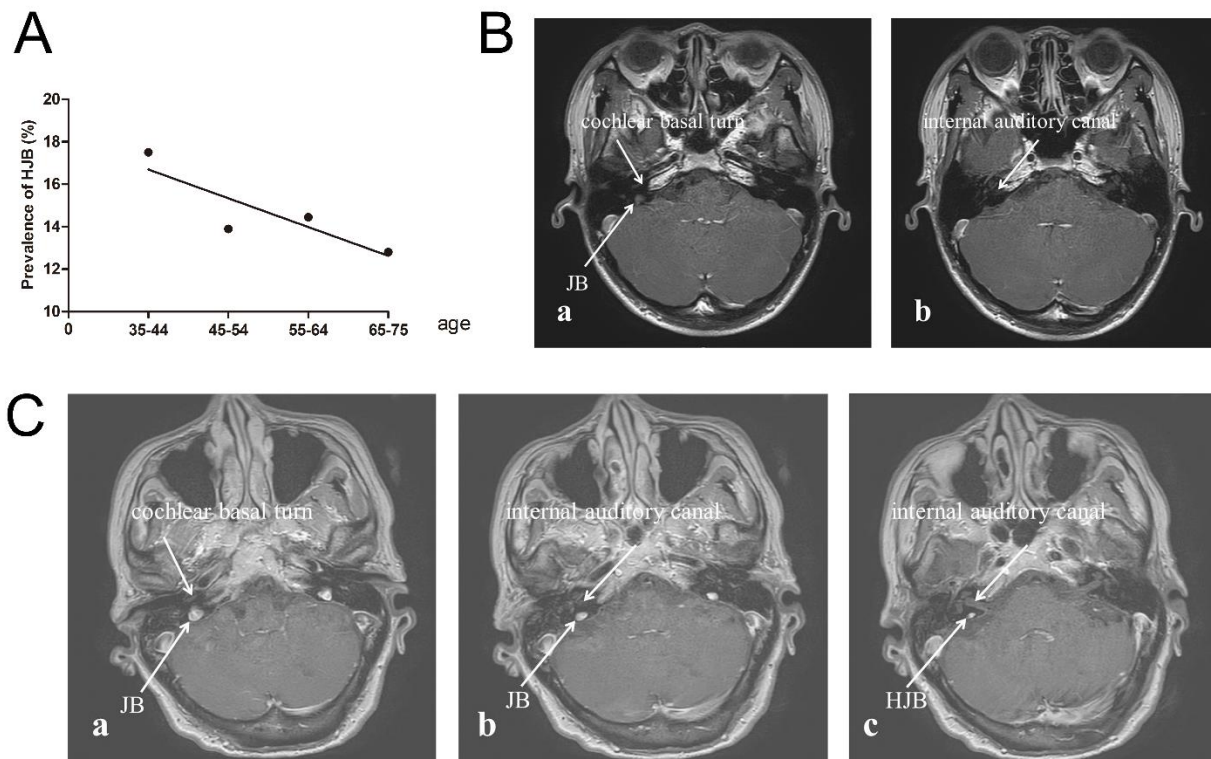 A
Prevalence of HJB (%)
20
18
16
14
12
10
0
35-44
45-54
55-64
65-75
age
B
cochlear basal turn
JB
a
internal auditory canal
b
C
cochlear basal turn
JB
a
internal auditory canal
JB
b
internal auditory canal
HJB
c